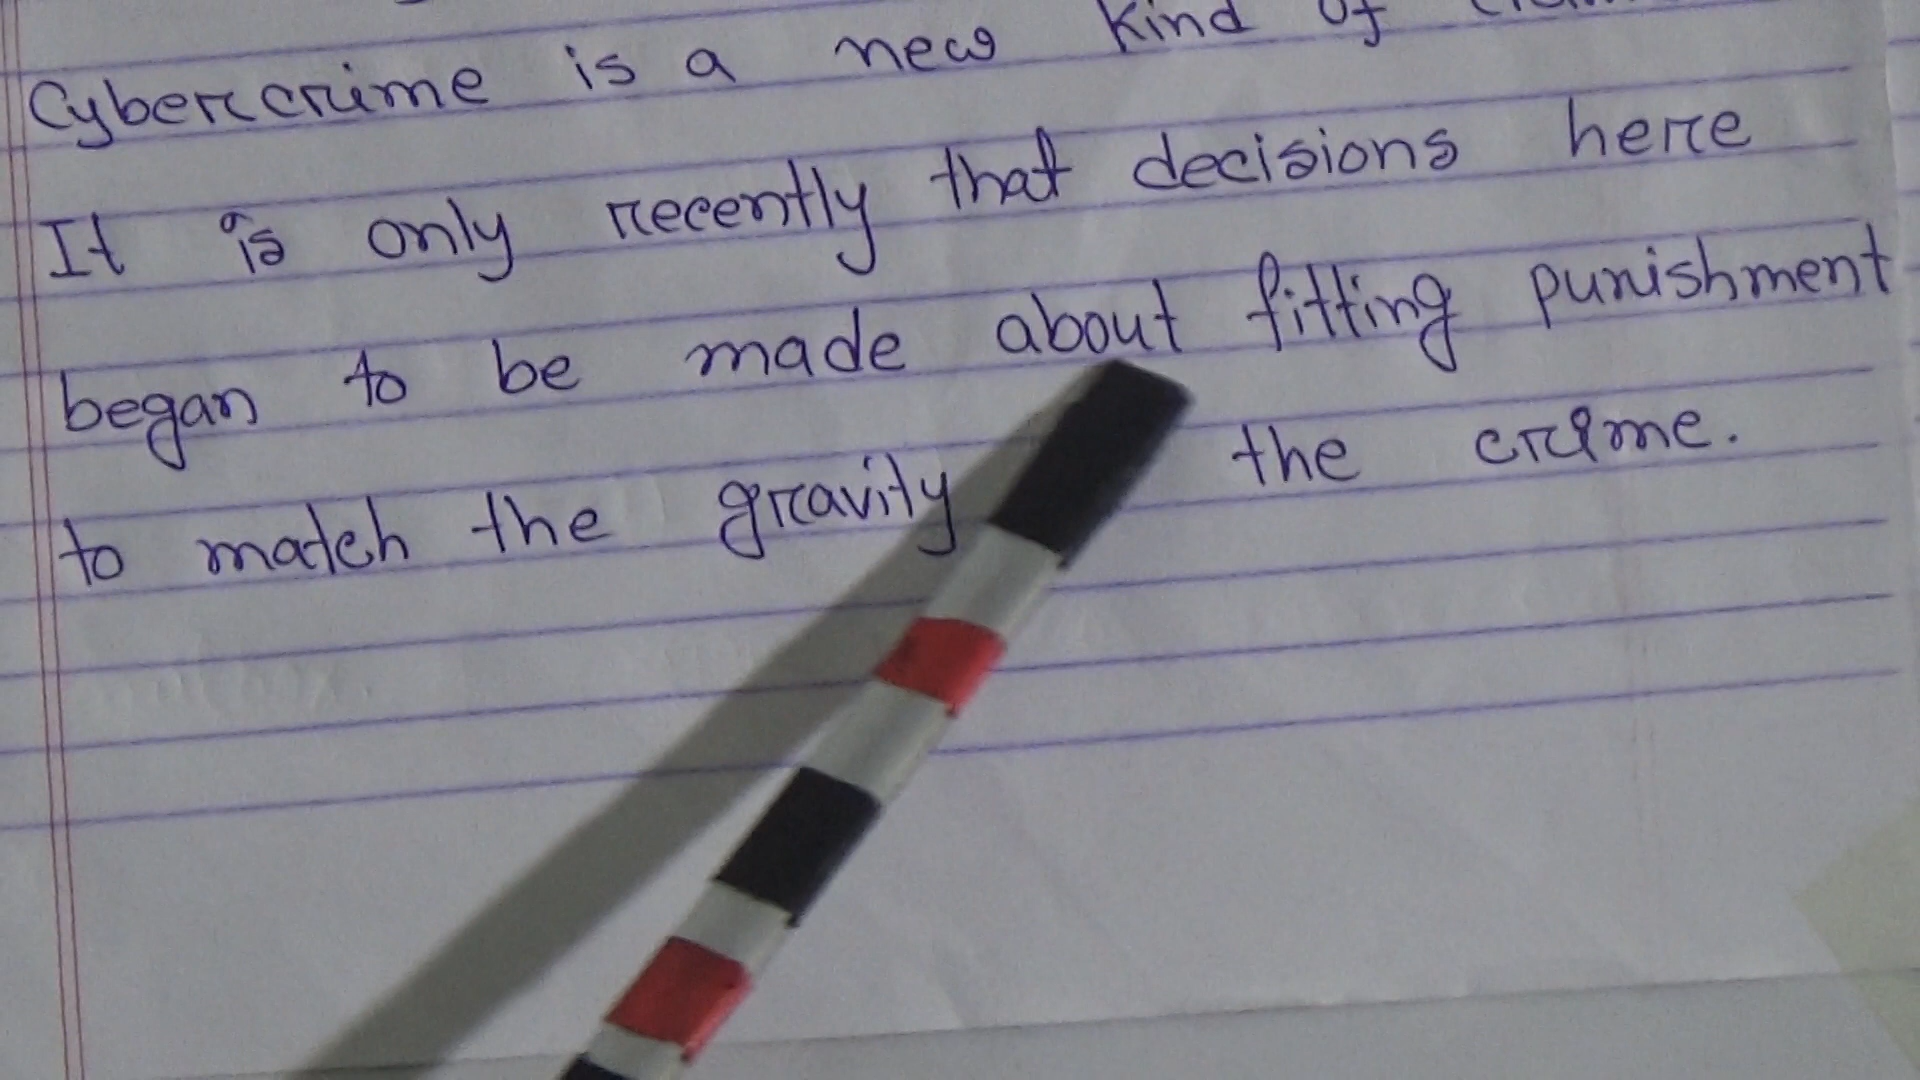 Cybercrime is a new kind of
It is only recently that decisions here
began to be made about fitting punishment
to match the gravity the crime.